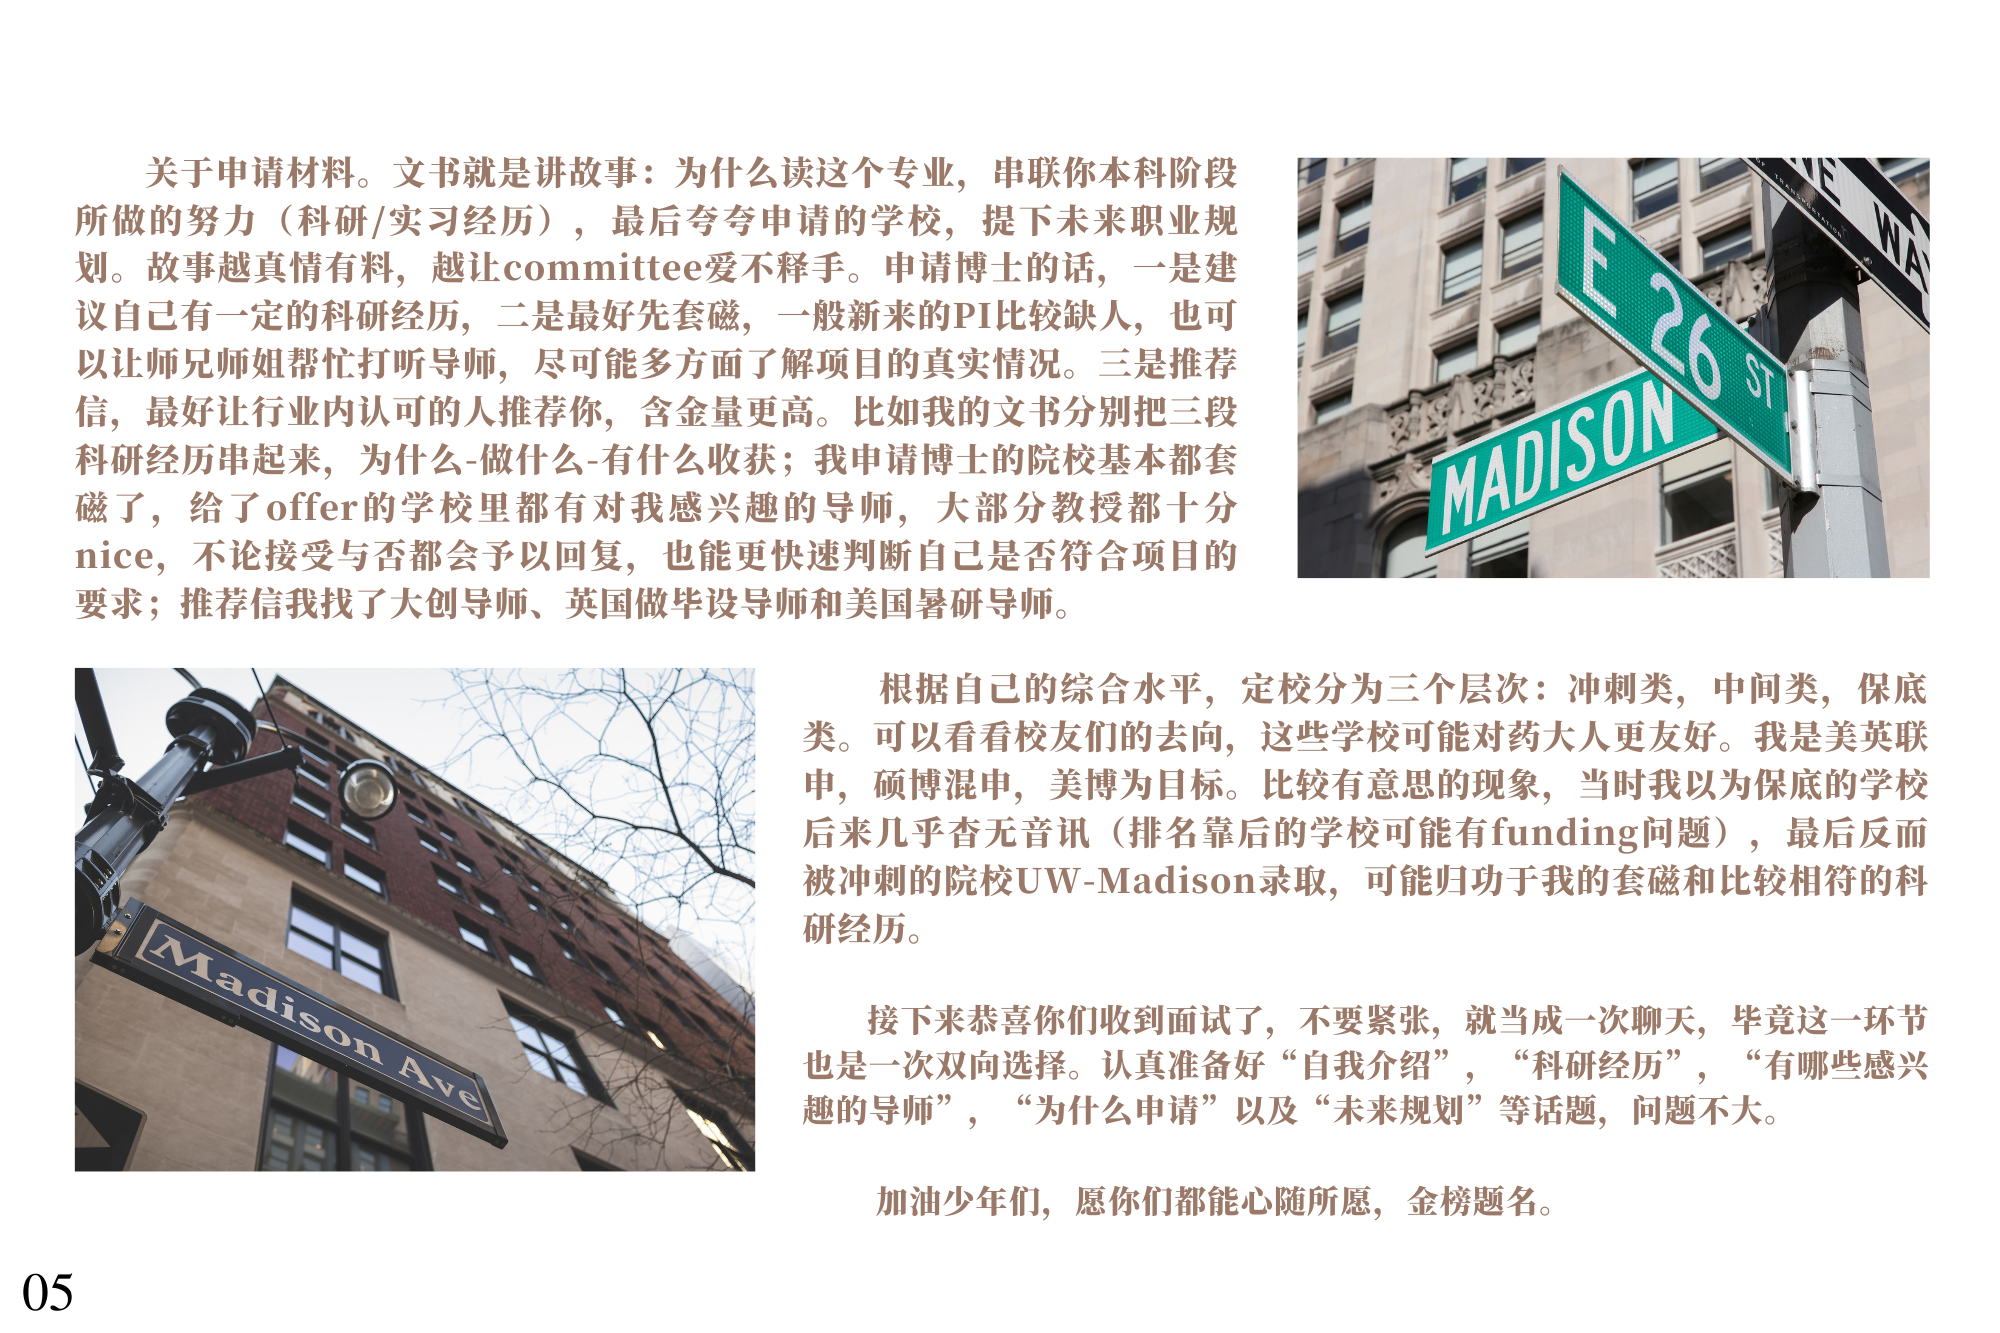 关于申请材料。文书就是讲故事：为什么读这个专业，串联你本科阶段
所做的努力（科研/实习经历），最后夸夸申请的学校，提下未来职业规
划。故事越真情有料，越让committee爱不释手。申请博士的话，一是建
议自己有一定的科研经历，二是最好先套磁，一般新来的PI比较缺人，也可
以让师兄师姐帮忙打听导师，尽可能多方面了解项目的真实情况。三是推荐
信，最好让行业内认可的人推荐你，含金量更高。比如我的文书分别把三段
科研经历串起来，为什么-做什么-有什么收获；我申请博士的院校基本都套
磁了，给了offer的学校里都有对我感兴趣的导师，大部分教授都十分
nice，不论接受与否都会予以回复，也能更快速判断自己是否符合项目的
要求；推荐信我找了大创导师、英国做毕设导师和美国暑研导师。
NE WAY
TRANSPORTATION
E 26 ST
MADISON
Madison Ave
根据自己的综合水平，定校分为三个层次：冲刺类，中间类，保底
类。可以看看校友们的去向，这些学校可能对药大人更友好。我是美英联
申，硕博混申，美博为目标。比较有意思的现象，当时我以为保底的学校
后来几乎杳无音讯（排名靠后的学校可能有funding问题），最后反而
被冲刺的院校UW-Madison录取，可能归功于我的套磁和比较相符的科
研经历。
接下来恭喜你们收到面试了，不要紧张，就当成一次聊天，毕竟这一环节
也是一次双向选择。认真准备好“自我介绍”，“科研经历”，“有哪些感兴
趣的导师”，“为什么申请”以及“未来规划”等话题，问题不大。
加油少年们，愿你们都能心随所愿，金榜题名。
05